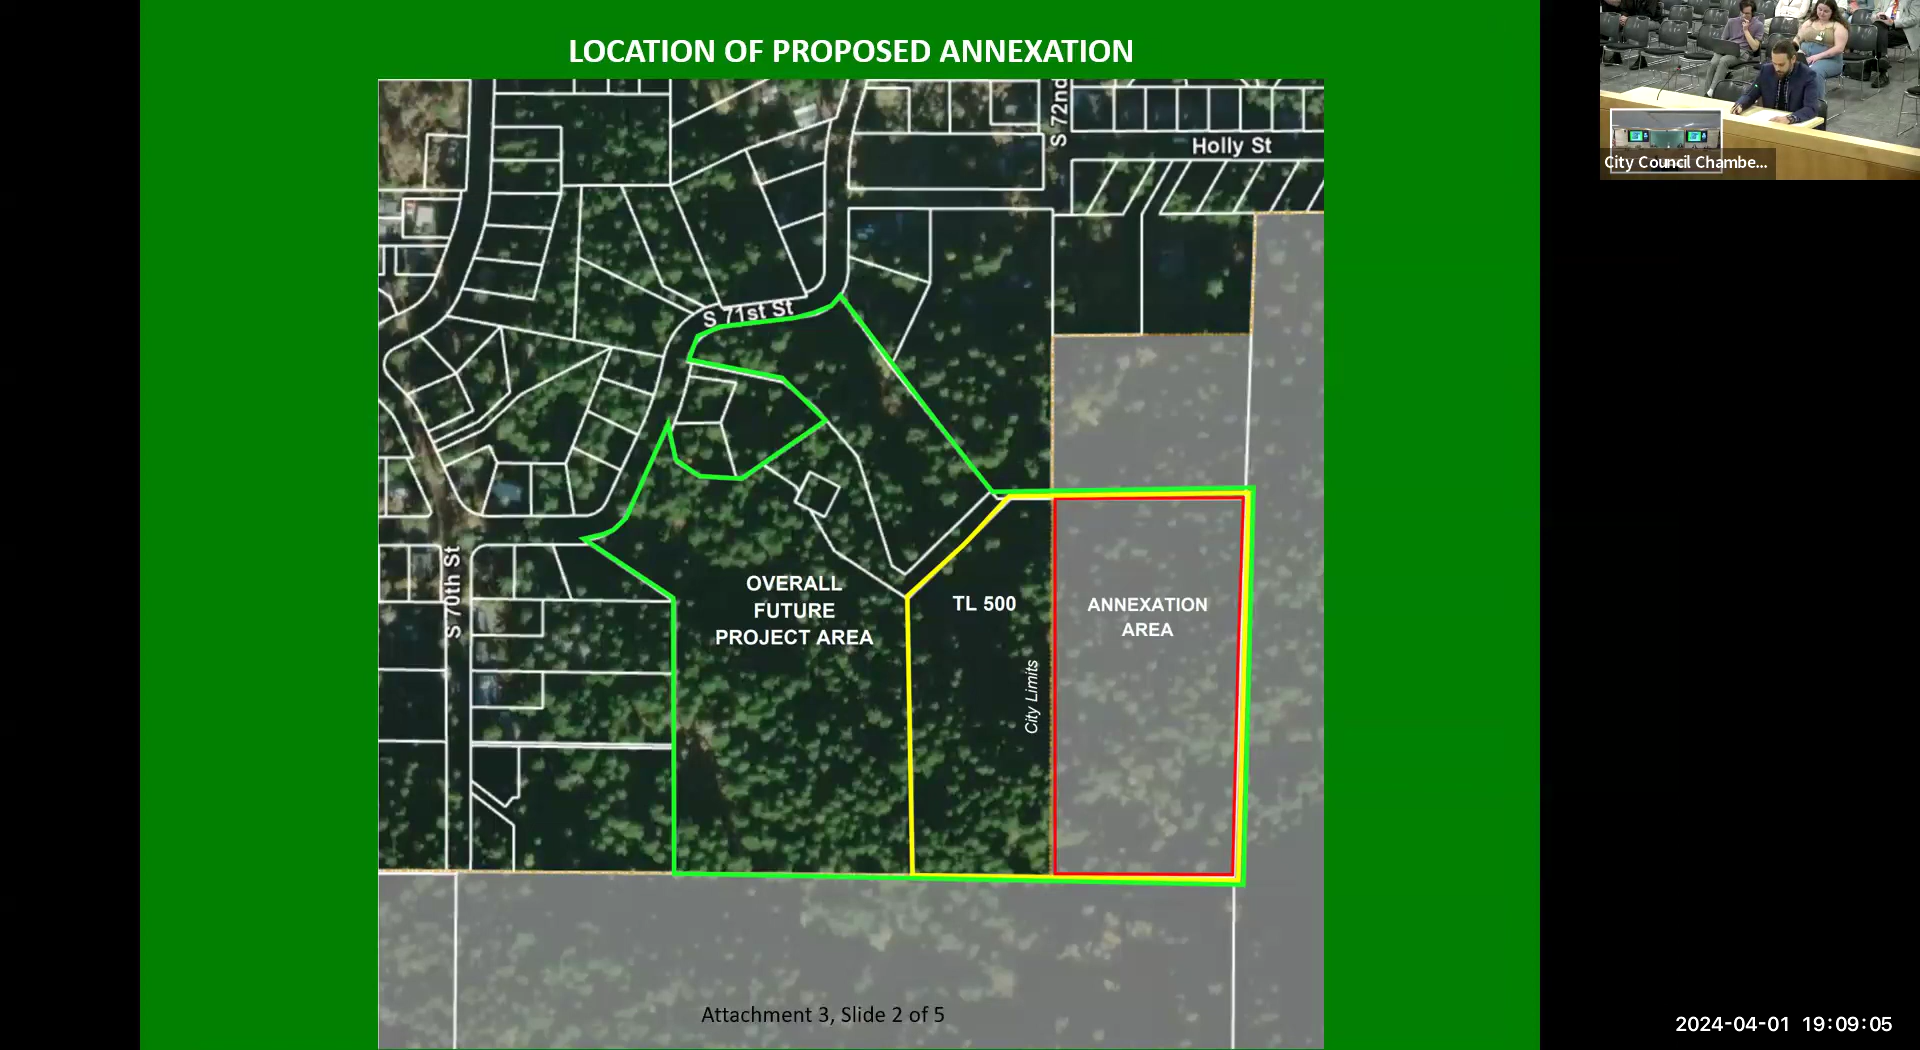 LOCATION OF PROPOSED ANNEXATION
S 72nd
Holly St
City Council Chambe...
S 71st St
S 70th St
OVERALL
FUTURE
PROJECT AREA
TL 500
ANNEXATION
AREA
City Limits
Attachment 3, Slide 2 of 5
2024-04-01 19:09:05